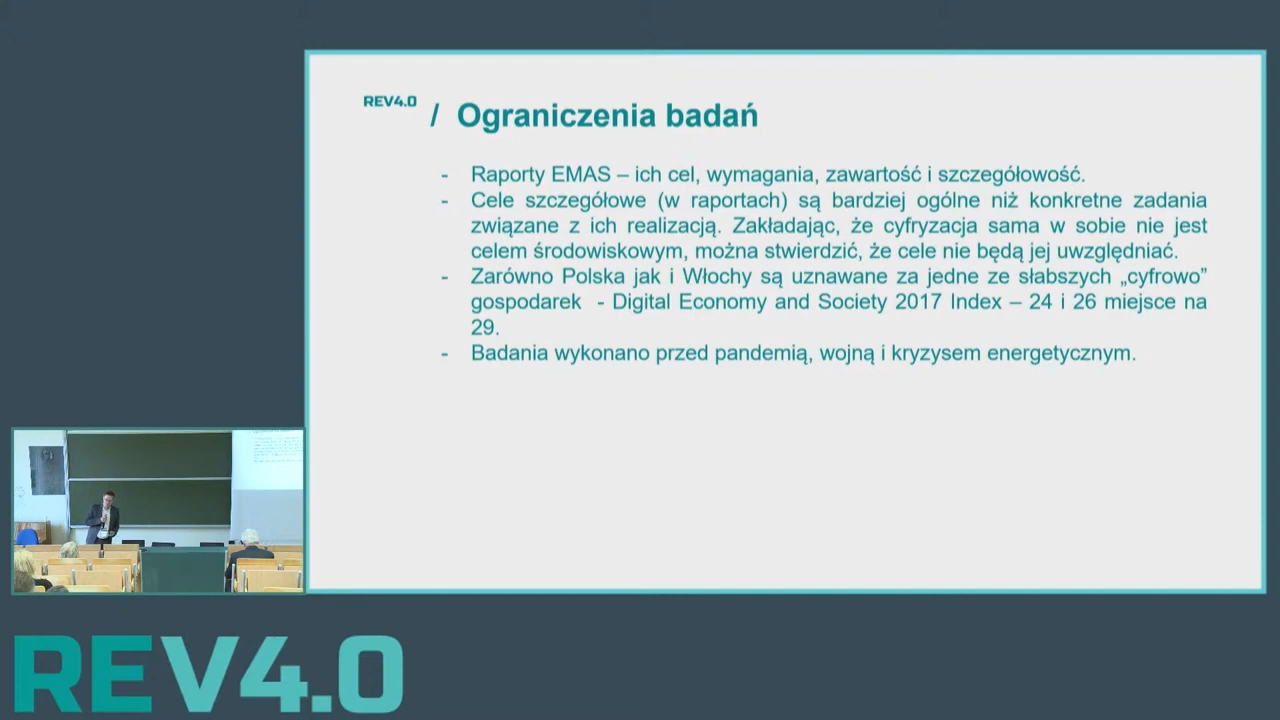 REV4.0
/ Ograniczenia badań
- Raporty EMAS – ich cel, wymagania, zawartość i szczegółowość.
- Cele szczegółowe (w raportach) są bardziej ogólne niż konkretne zadania
związane z ich realizacją. Zakładając, że cyfryzacja sama w sobie nie jest
celem środowiskowym, można stwierdzić, że cele nie będą jej uwzględniać.
- Zarówno Polska jak i Włochy są uznawane za jedne ze słabszych „cyfrowo”
gospodarek - Digital Economy and Society 2017 Index – 24 i 26 miejsce na
29.
- Badania wykonano przed pandemią, wojną i kryzysem energetycznym.
REV4.0